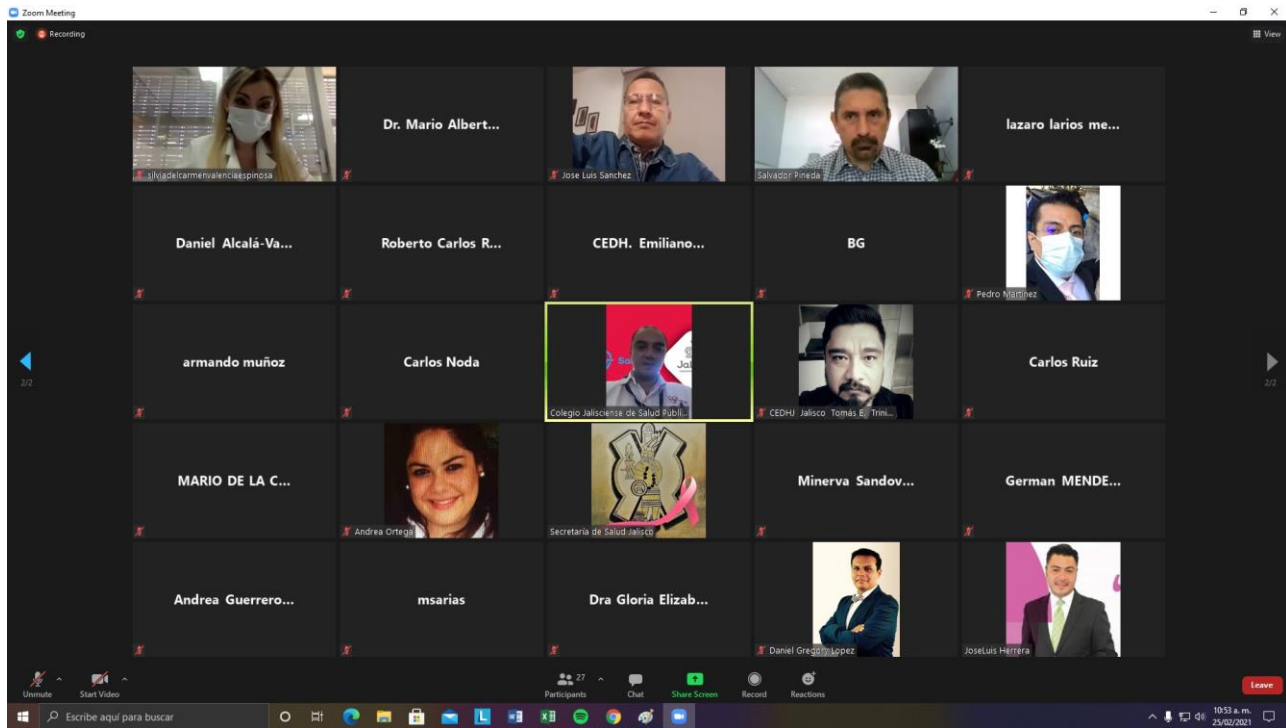 Zoom Meeting
Recording
View
silviadelcarmenvalenciaespinosa
Dr. Mario Albert...
Jose Luis Sanchez
Salvador Pineda
lazaro larios me...
Daniel Alcalá-Va...
Roberto Carlos R...
CEDH. Emiliano...
BG
Pedro Martinez
armando muñoz
Carlos Noda
Colegio Jalisciense de Salud Públi...
CEDHJ Jalisco Tomás E. Trini...
Carlos Ruiz
2/2
2/2
MARIO DE LA C...
Andrea Ortega
Secretaría de Salud Jalisco
Minerva Sandov...
German MENDE...
Andrea Guerrero...
msarias
Dra Gloria Elizab...
Daniel Gregory Lopez
JoseLuis Herrera
Unmute
Start Video
27
Participants
Chat
Share Screen
Record
Reactions
Leave
Escribe aquí para buscar
10:53 a. m.
25/02/2021